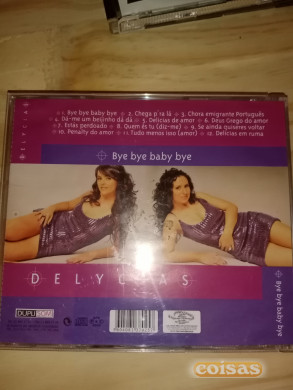 1. Bye bye baby bye 2. Chega p'ra lá 3. Chora emigrante Português
4. Dá-me um beijinho dá dá 5. Delícias de amor 6. Deus Grego do amor
7. Estás perdoado 8. Quem és tu (diz-me) 9. Se ainda quiseres voltar
10. Penalty do amor 11. Tudo menos isso (amor) 12. Delícias em ruma
DELYCIAS
Bye bye baby bye
DELYCIAS
Bye bye baby bye
DUPLISOM
coisas